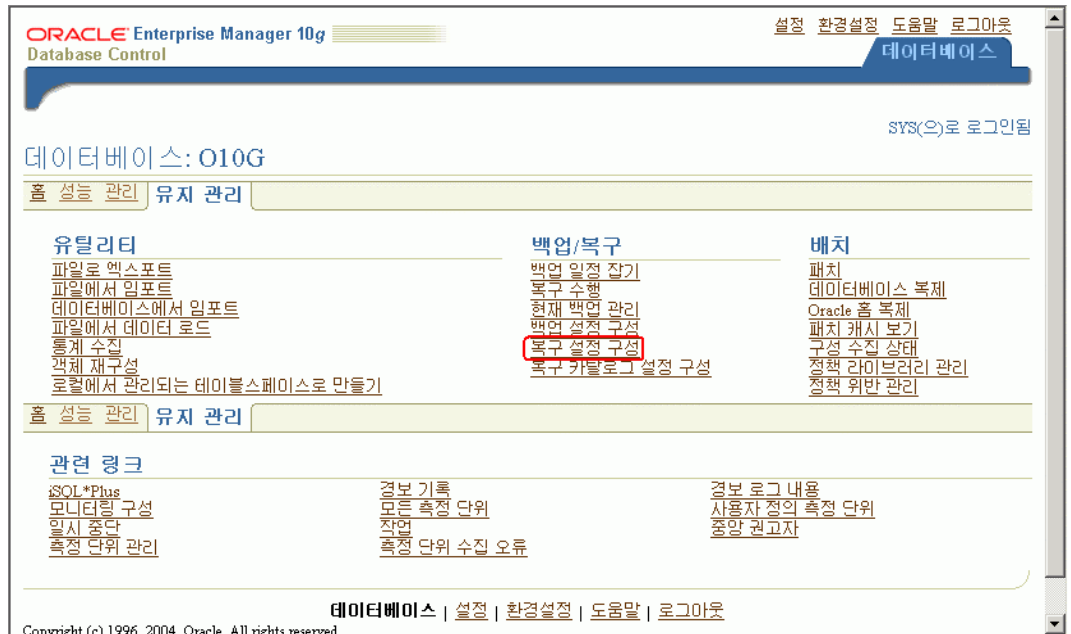 ORACLE Enterprise Manager 10g
Database Control
설정 환경설정 도움말 로그아웃
데이터베이스
SYS(으)로 로그인됨
데이터베이스: O10G
홈 성능 관리 유지 관리
유틸리티
파일로 엑스포트
파일에서 임포트
데이터베이스에서 임포트
파일에서 데이터 로드
통계 수집
객체 재구성
로컬에서 관리되는 테이블스페이스로 만들기
백업/복구
백업 일정 잡기
복구 수행
현재 백업 관리
백업 설정 구성
복구 설정 구성
복구 카탈로그 설정 구성
배치
패치
데이터베이스 복제
Oracle 홈 복제
패치 캐시 보기
구성 수집 상태
정책 라이브러리 관리
정책 위반 관리
홈 성능 관리 유지 관리
관련 링크
iSQL*Plus
모니터링 구성
일시 중단
측정 단위 관리
경보 기록
모든 측정 단위
작업
측정 단위 수집 오류
경보 로그 내용
사용자 정의 측정 단위
중앙 권고자
데이터베이스 | 설정 | 환경설정 | 도움말 | 로그아웃
Copyright (c) 1996, 2004, Oracle. All rights reserved.